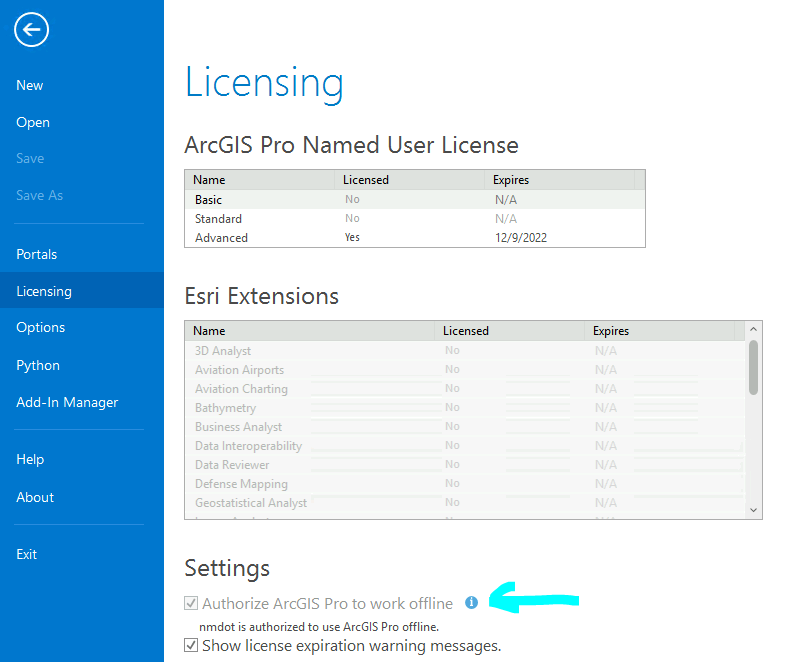 New
Open
Save
Save As
Portals
Licensing
Options
Python
Add-In Manager
Help
About
Exit
Licensing
ArcGIS Pro Named User License
Name Licensed Expires
Basic No N/A
Standard No N/A
Advanced Yes 12/9/2022
Esri Extensions
Name Licensed Expires
3D Analyst No N/A
Aviation Airports No N/A
Aviation Charting No N/A
Bathymetry No N/A
Business Analyst No N/A
Data Interoperability No N/A
Data Reviewer No N/A
Defense Mapping No N/A
Geostatistical Analyst No N/A
Settings
Authorize ArcGIS Pro to work offline
nmdot is authorized to use ArcGIS Pro offline.
Show license expiration warning messages.